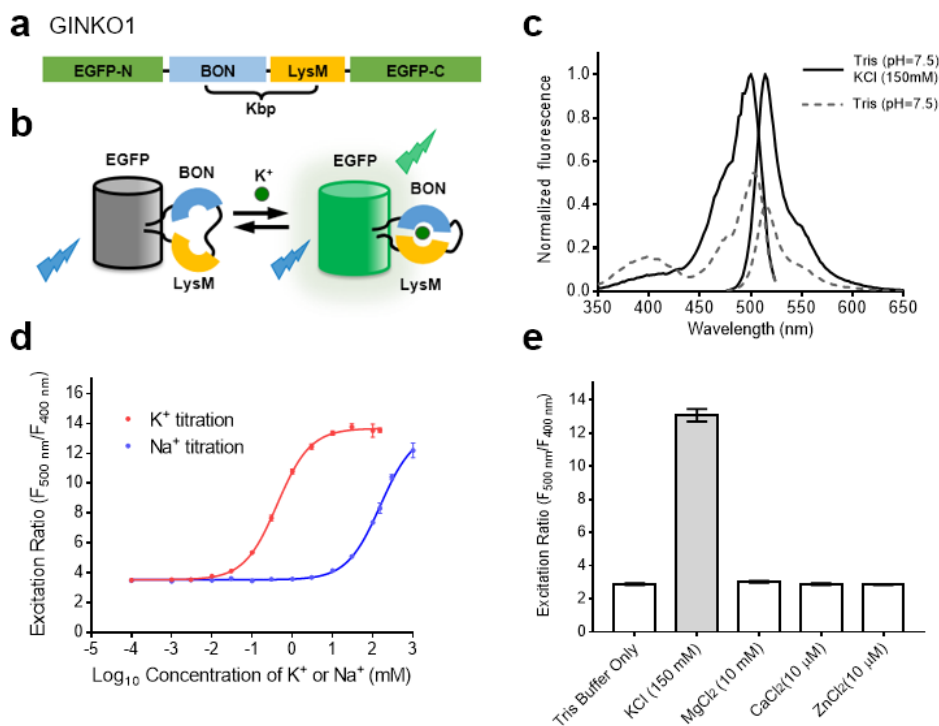 a GINKO1
EGFP-N BON LysM EGFP-C
Kbp
b
EGFP
BON
LysM
K+
EGFP
BON
LysM
c
Tris (pH=7.5)
KCl (150mM)
Tris (pH=7.5)
Normalized fluorescence
1.0
0.8
0.6
0.4
0.2
0.0
350 400 450 500 550 600 650
Wavelength (nm)
d
K+ titration
Na+ titration
Excitation Ratio (F500 nm/F400 nm)
16
14
12
10
8
6
4
2
0
-5 -4 -3 -2 -1 0 1 2 3
Log10 Concentration of K+ or Na+ (mM)
e
Excitation Ratio (F500 nm/F400 nm)
14
12
10
8
6
4
2
0
Tris Buffer Only
KCl (150 mM)
MgCl2 (10 mM)
CaCl2(10 µM)
ZnCl2(10 µM)